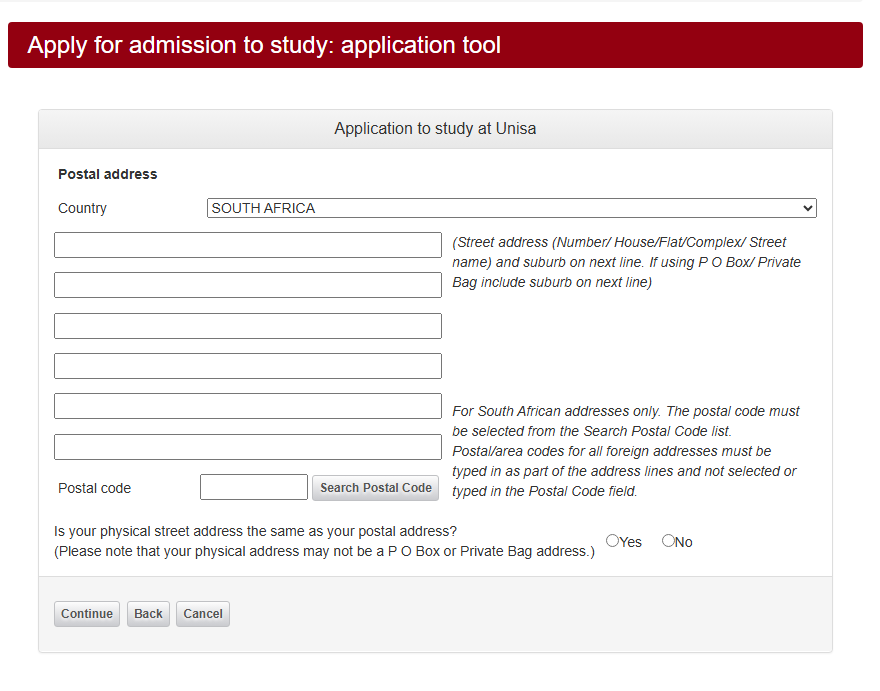 Apply for admission to study: application tool
Application to study at Unisa
Postal address
Country
SOUTH AFRICA
(Street address (Number/ House/Flat/Complex/ Street
name) and suburb on next line. If using P O Box/ Private
Bag include suburb on next line)
For South African addresses only. The postal code must
be selected from the Search Postal Code list.
Postal/area codes for all foreign addresses must be
typed in as part of the address lines and not selected or
typed in the Postal Code field.
Postal code
Search Postal Code
Is your physical street address the same as your postal address?
(Please note that your physical address may not be a P O Box or Private Bag address.)
Yes
No
Continue
Back
Cancel